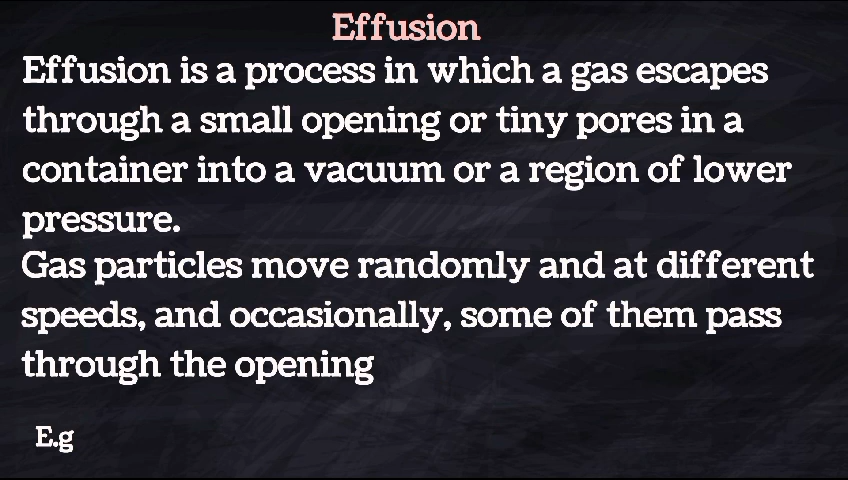 Effusion
Effusion is a process in which a gas escapes
through a small opening or tiny pores in a
container into a vacuum or a region of lower
pressure.
Gas particles move randomly and at different
speeds, and occasionally, some of them pass
through the opening
E.g